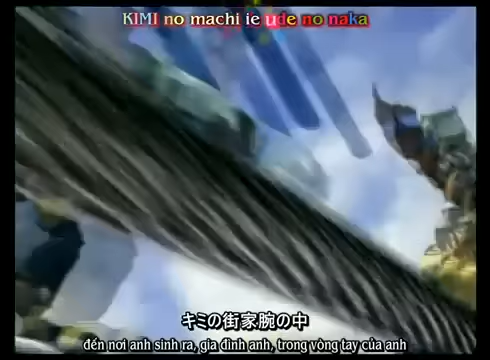 KIMI no machi ie ude no naka
キミの街家腕の中
đến nơi anh sinh ra, gia đình anh, trong vòng tay của anh